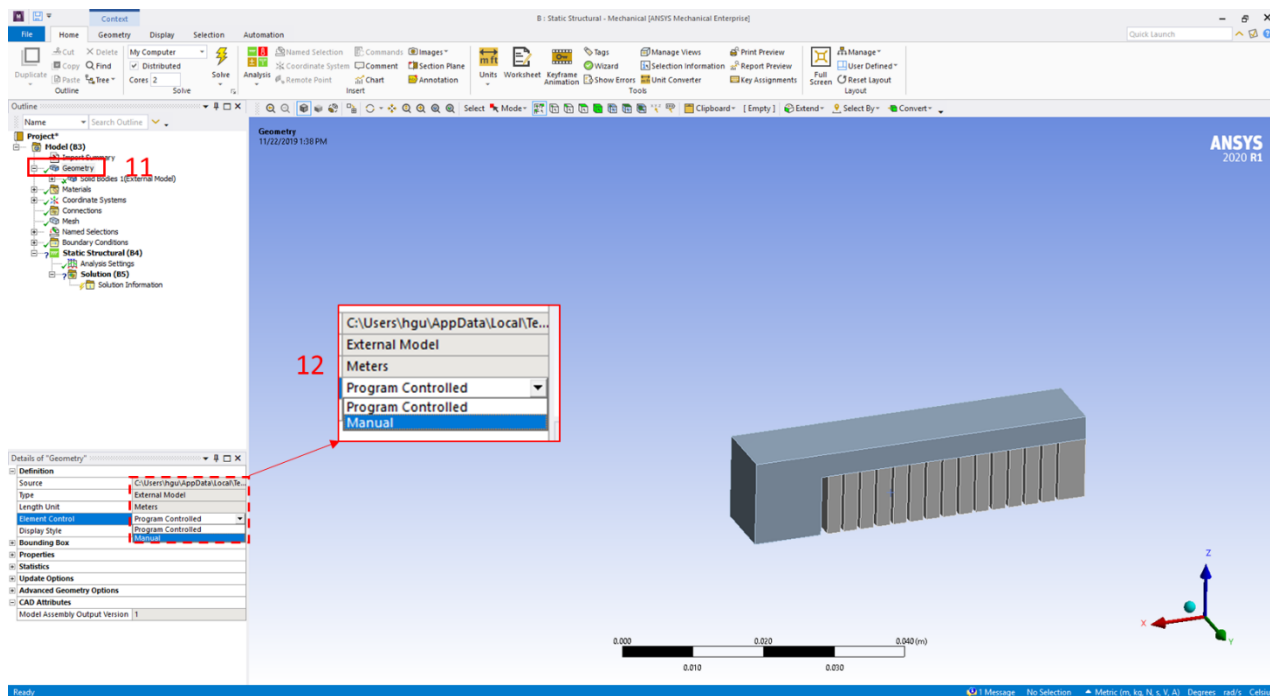 Context
B : Static Structural - Mechanical [ANSYS Mechanical Enterprise]
File Home Geometry Display Selection Automation
Quick Launch
Duplicate
Cut
Copy
Paste
Delete
Find
Tree
Outline
My Computer
Distributed
Cores 2
Solve
Solve
Analysis
Named Selection
Coordinate System
Remote Point
Commands
Comment
Chart
Images
Section Plane
Annotation
Insert
Units
Worksheet
Keyframe
Animation
Tags
Wizard
Show Errors
Manage Views
Selection Information
Unit Converter
Print Preview
Report Preview
Key Assignments
Tools
Full
Screen
Manage
User Defined
Reset Layout
Layout
Outline
Select Mode Clipboard [ Empty ] Extend Select By Convert
Name Search Outline
Project*
Model (B3)
Import Summary
Geometry
11
Solid Bodies 1(External Model)
Materials
Coordinate Systems
Connections
Mesh
Named Selections
Boundary Conditions
Static Structural (B4)
Analysis Settings
Solution (B5)
Solution Information
Geometry
11/22/2019 1:38 PM
ANSYS
2020 R1
12
C:\Users\hgu\AppData\Local\Te...
External Model
Meters
Program Controlled
Program Controlled
Manual
Details of "Geometry"
Definition
Source C:\Users\hgu\AppData\Local\Te...
Type External Model
Length Unit Meters
Element Control Program Controlled
Display Style Program Controlled
Manual
Bounding Box
Properties
Statistics
Update Options
Advanced Geometry Options
CAD Attributes
Model Assembly Output Version 1
Z
X
Y
0.000 0.020 0.040 (m)
0.010 0.030
Ready
1 Message No Selection Metric (m, kg, N, s, V, A) Degrees rad/s Celsiu